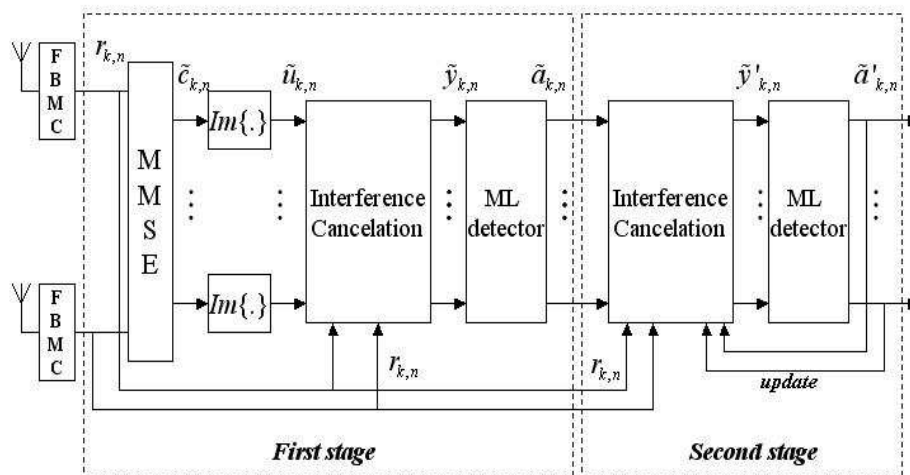 F
B
M
C
r_{k,n}
M
M
S
E
c̃_{k,n}
Im{.}
ũ_{k,n}
Interference
Cancelation
ỹ_{k,n}
ML
detector
ã_{k,n}
Interference
Cancelation
ỹ'_{k,n}
ML
detector
ã'_{k,n}
F
B
M
C
Im{.}
r_{k,n}
r_{k,n}
update
First stage
Second stage